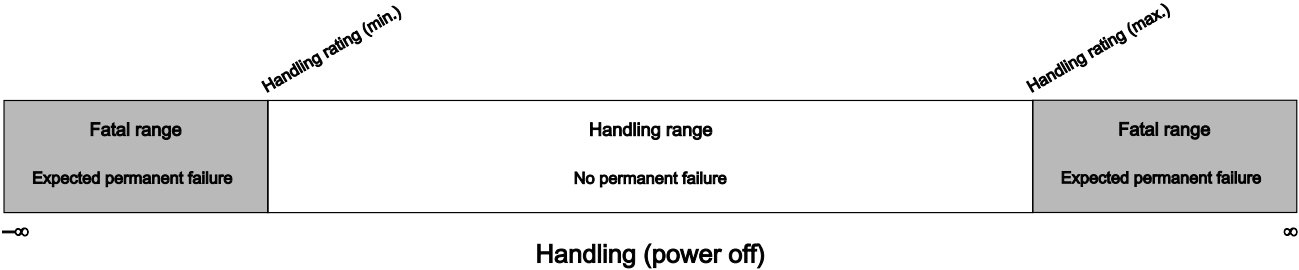 Handling rating (min.)
Handling rating (max.)
Fatal range
Handling range
Fatal range
Expected permanent failure
No permanent failure
Expected permanent failure
–∞
∞
Handling (power off)